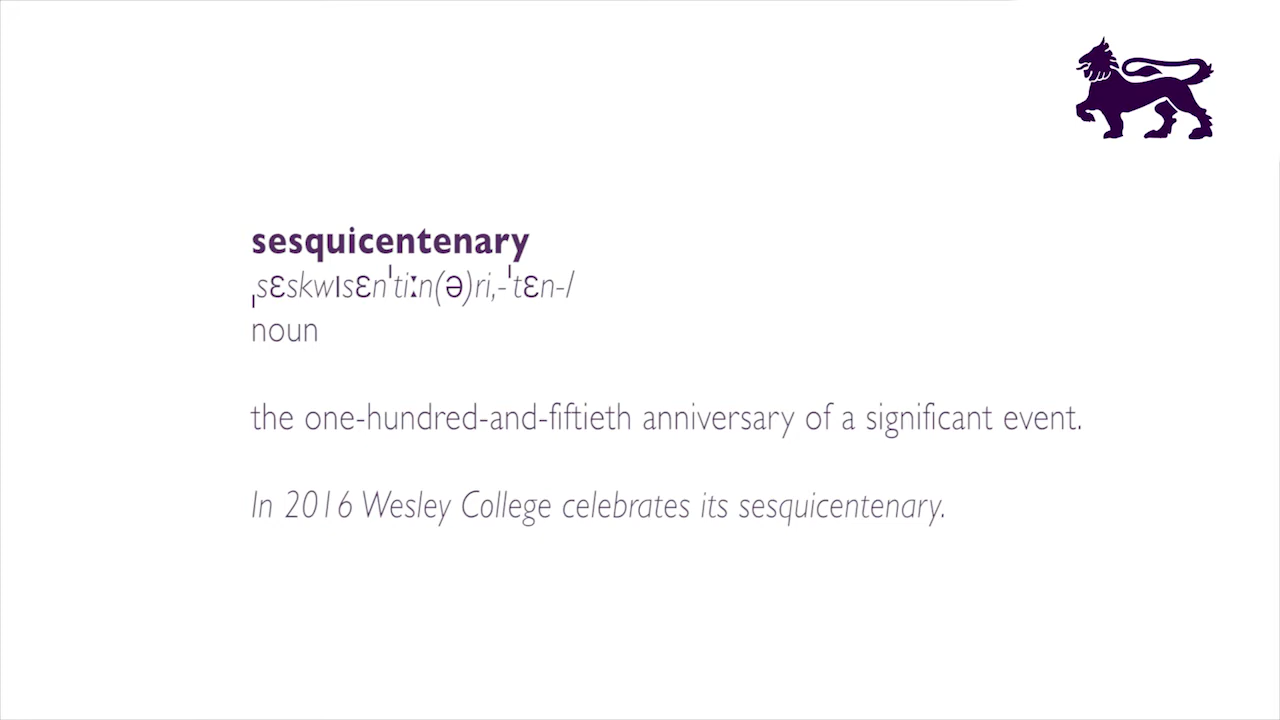 sesquicentenary
ˌsɛskwɪsɛnˈtiːn(ə)ri,-ˈtɛn-/
noun
the one-hundred-and-fiftieth anniversary of a significant event.
In 2016 Wesley College celebrates its sesquicentenary.